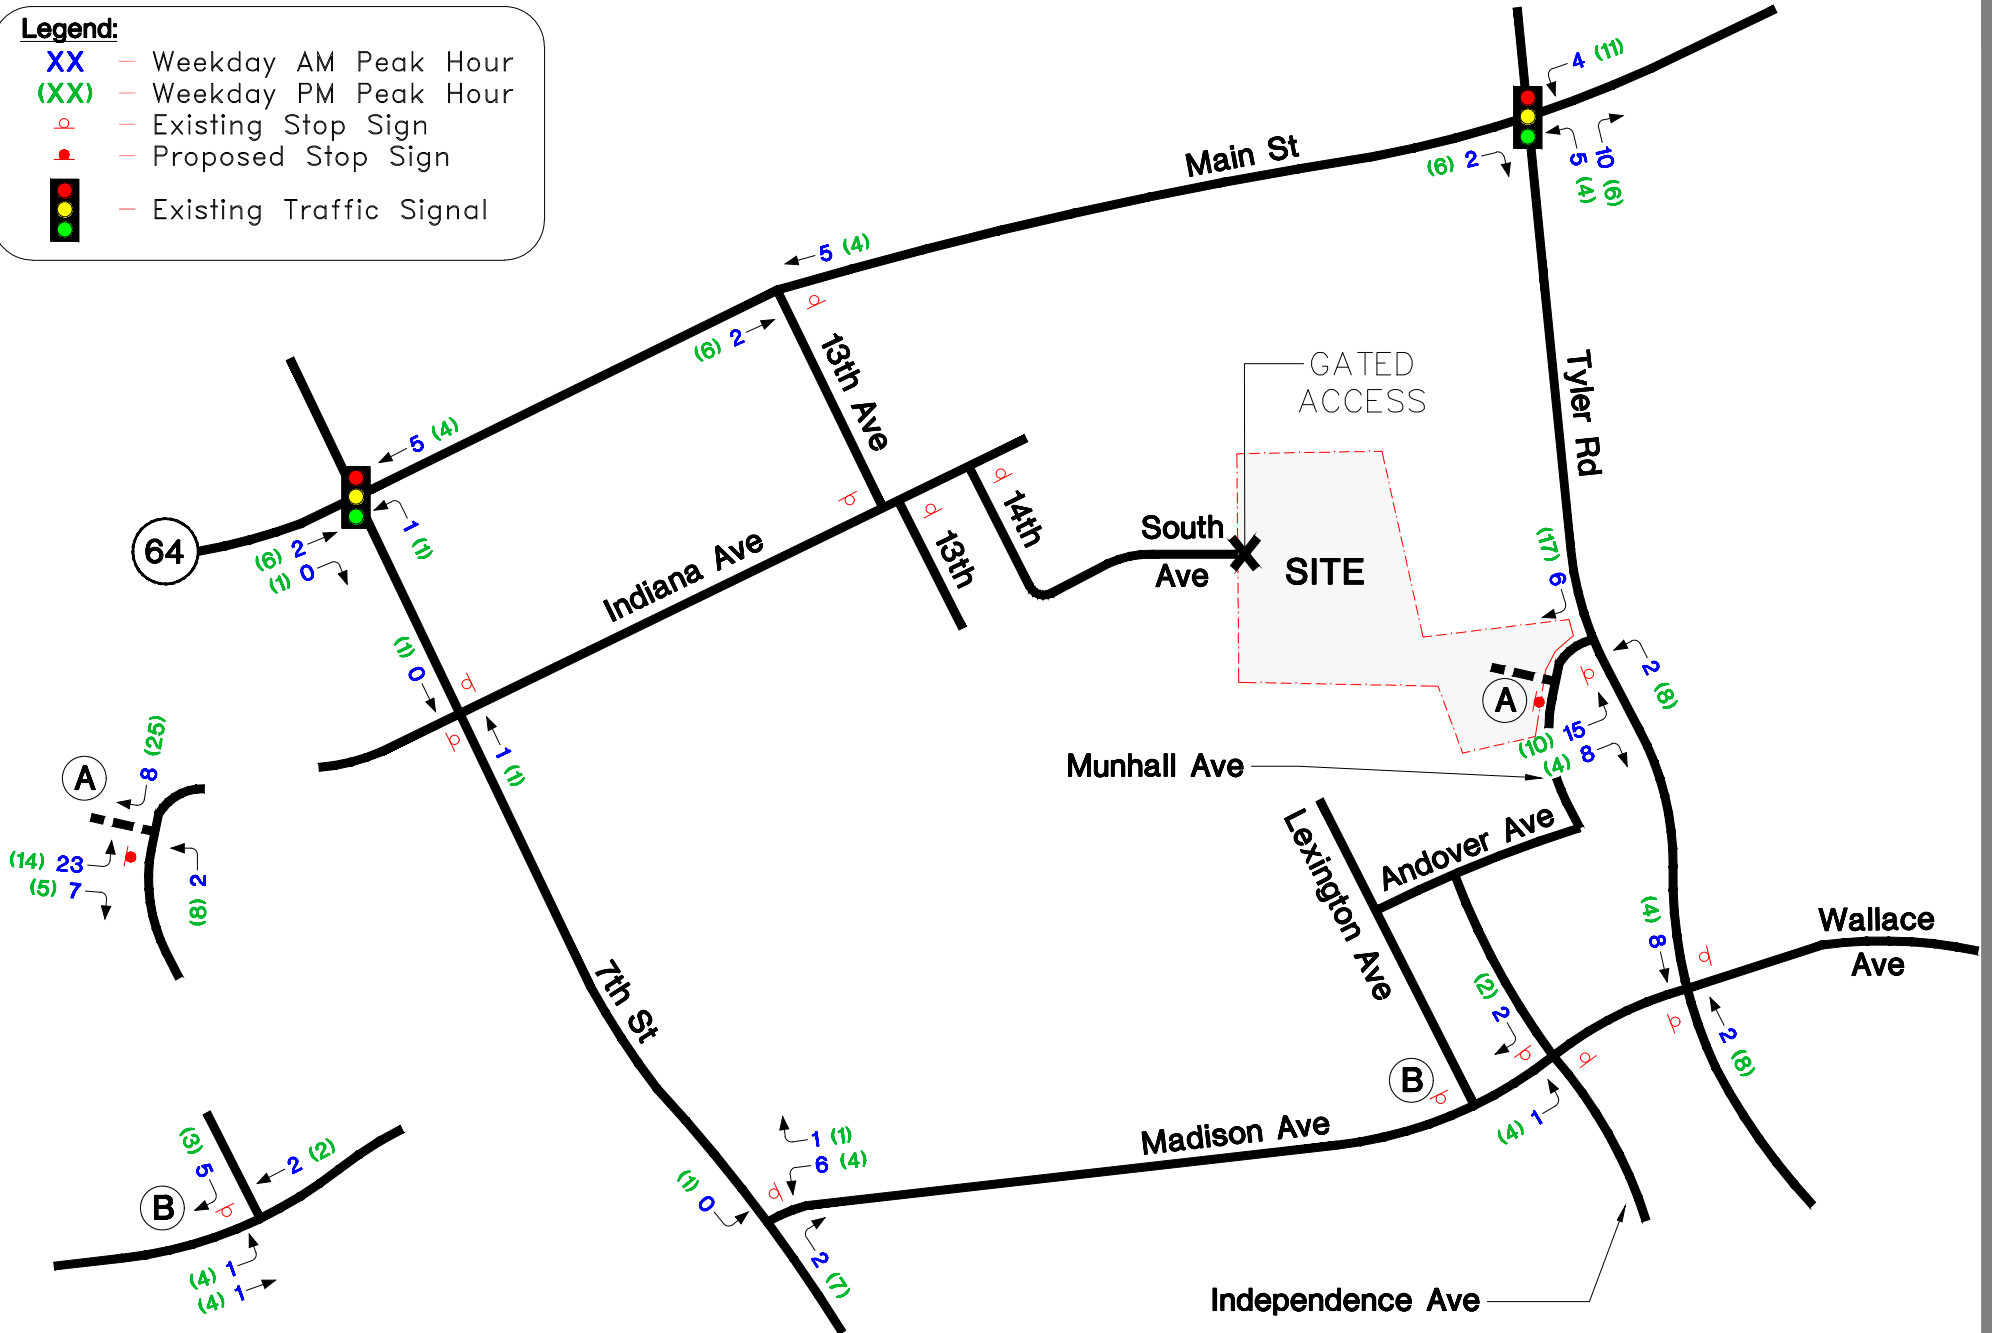 Legend:
XX – Weekday AM Peak Hour
(XX) – Weekday PM Peak Hour
– Existing Stop Sign
– Proposed Stop Sign
– Existing Traffic Signal
4 (11)
Main St
(6) 2
5 (4)
10 (6)
5 (4)
(6) 2
13th Ave
GATED
ACCESS
Tyler Rd
5 (4)
64
(6) 2
(1) 0
1 (1)
14th
13th
South
Ave
SITE
Indiana Ave
(17) 6
(1) 0
2 (8)
A
(10) 15
(4) 8
1 (1)
Munhall Ave
A
8 (25)
(14) 23
(5) 7
2 (8)
Andover Ave
Lexington Ave
(4) 8
Wallace
Ave
7th St
(2) 2
2 (8)
B
(4) 1
Madison Ave
1 (1)
6 (4)
(1) 0
2 (7)
B
(3) 5
2 (2)
(4) 1
(4) 1
Independence Ave